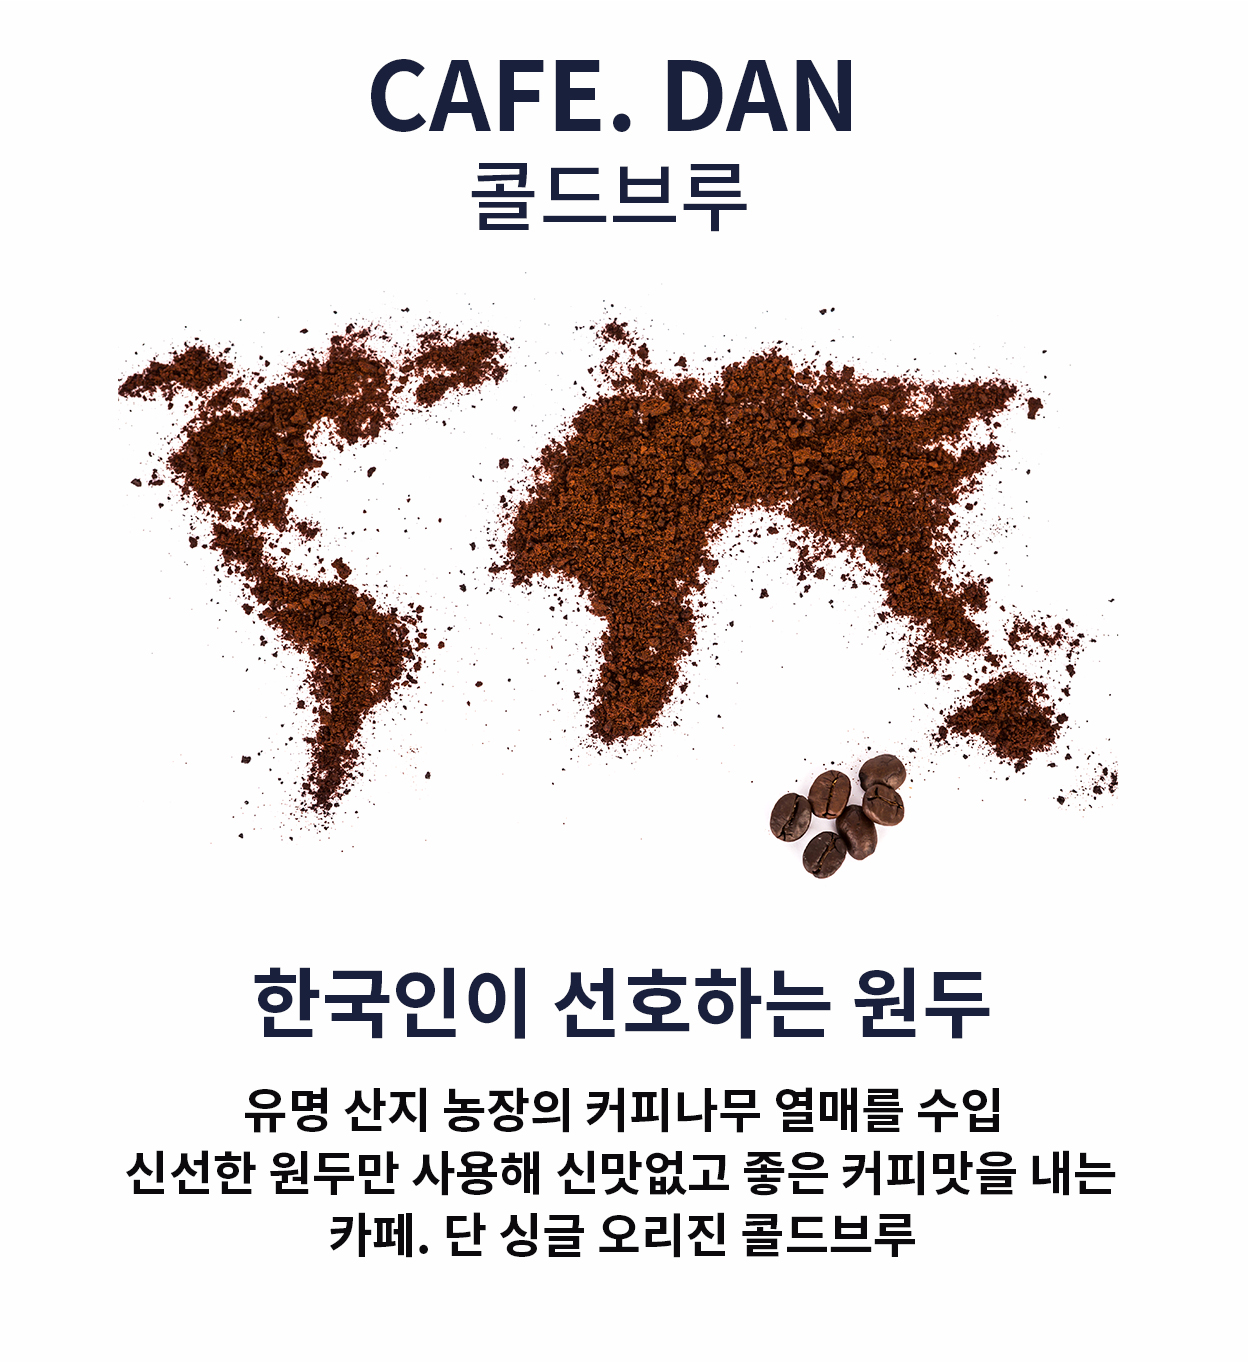 CAFE. DAN
콜드브루
한국인이 선호하는 원두
유명 산지 농장의 커피나무 열매를 수입
신선한 원두만 사용해 신맛없고 좋은 커피맛을 내는
카페. 단 싱글 오리진 콜드브루